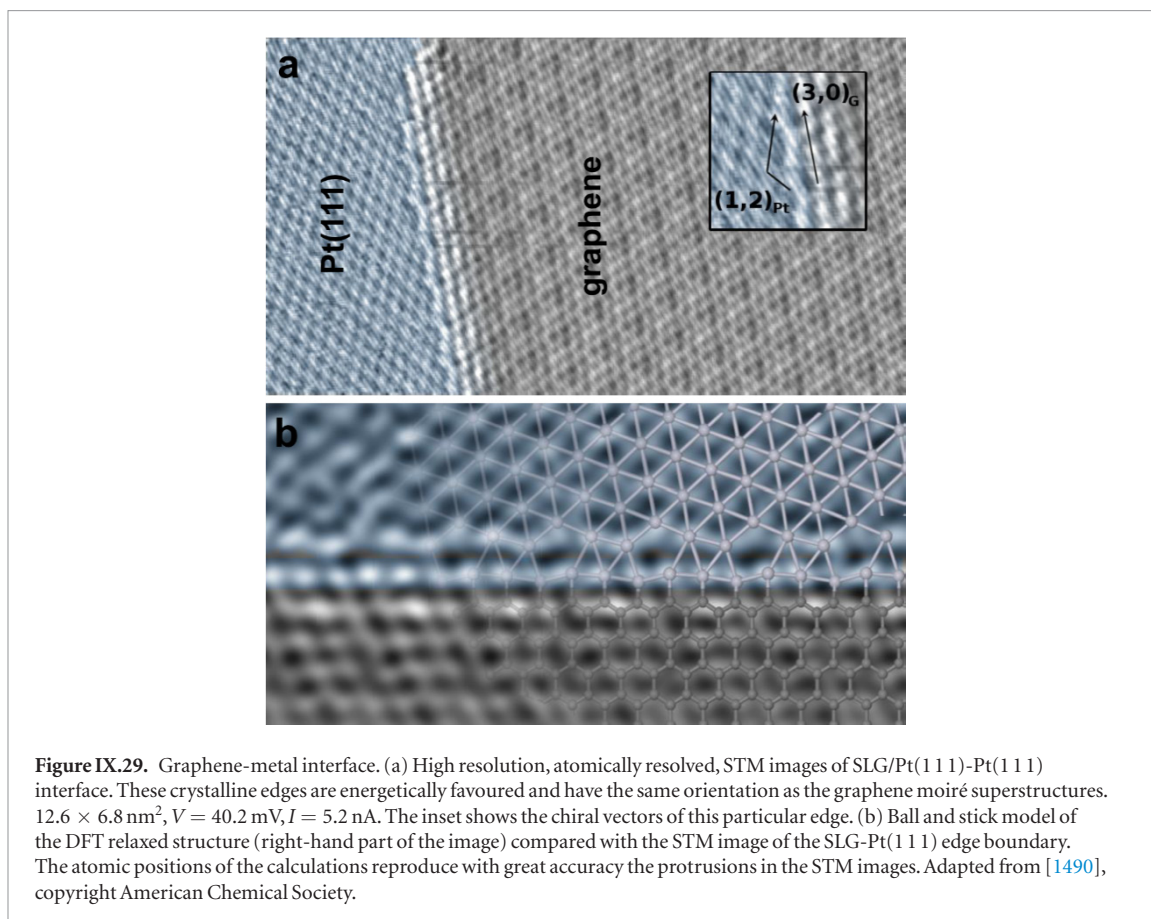 a
(3,0)G
(1,2)Pt
Pt(111)
graphene
b
Figure IX.29. Graphene-metal interface. (a) High resolution, atomically resolved, STM images of SLG/Pt(1 1 1)-Pt(1 1 1)
interface. These crystalline edges are energetically favoured and have the same orientation as the graphene moiré superstructures.
12.6 × 6.8 nm², V = 40.2 mV, I = 5.2 nA. The inset shows the chiral vectors of this particular edge. (b) Ball and stick model of
the DFT relaxed structure (right-hand part of the image) compared with the STM image of the SLG-Pt(1 1 1) edge boundary.
The atomic positions of the calculations reproduce with great accuracy the protrusions in the STM images. Adapted from [1490],
copyright American Chemical Society.